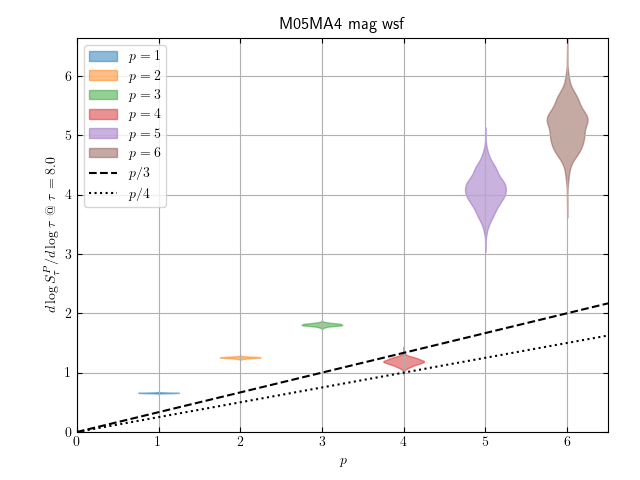 M05MA4 mag wsf
d log S_τ^p / d log τ @ τ = 8.0
6
5
4
3
2
1
0
p = 1
p = 2
p = 3
p = 4
p = 5
p = 6
p/3
p/4
0 1 2 3 4 5 6
p